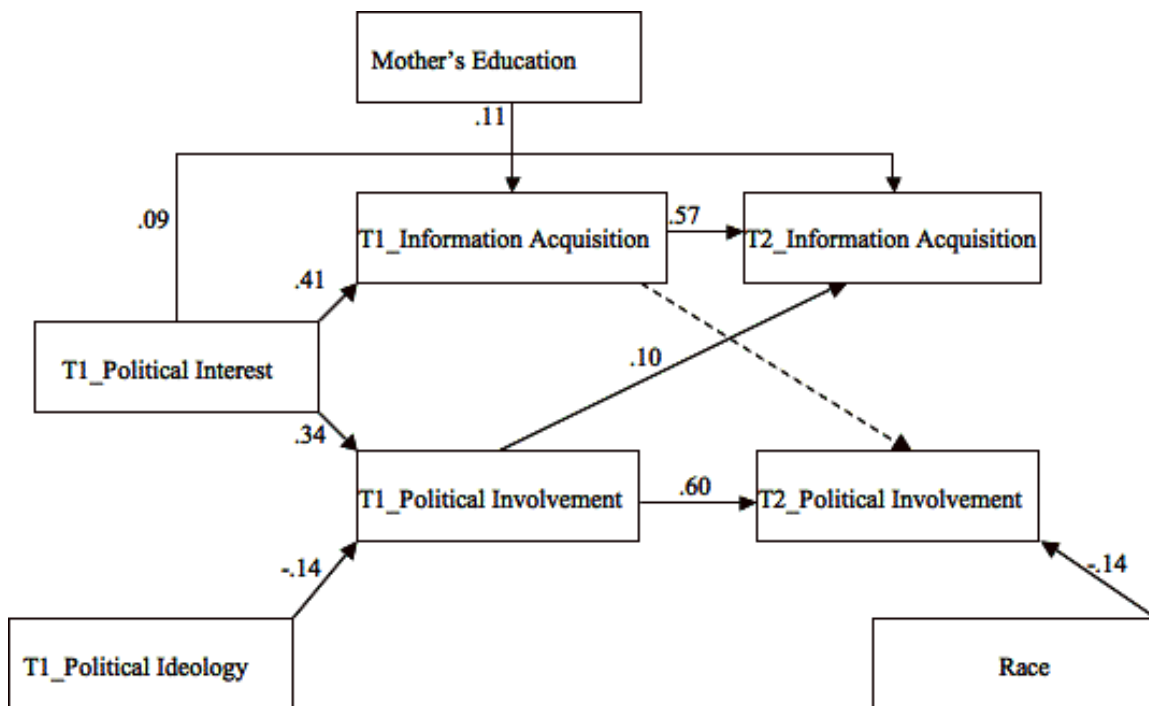 Mother's Education
.11
.09
T1_Information Acquisition
.57
T2_Information Acquisition
.41
T1_Political Interest
.10
.34
T1_Political Involvement
.60
T2_Political Involvement
-.14
-.14
T1_Political Ideology
Race